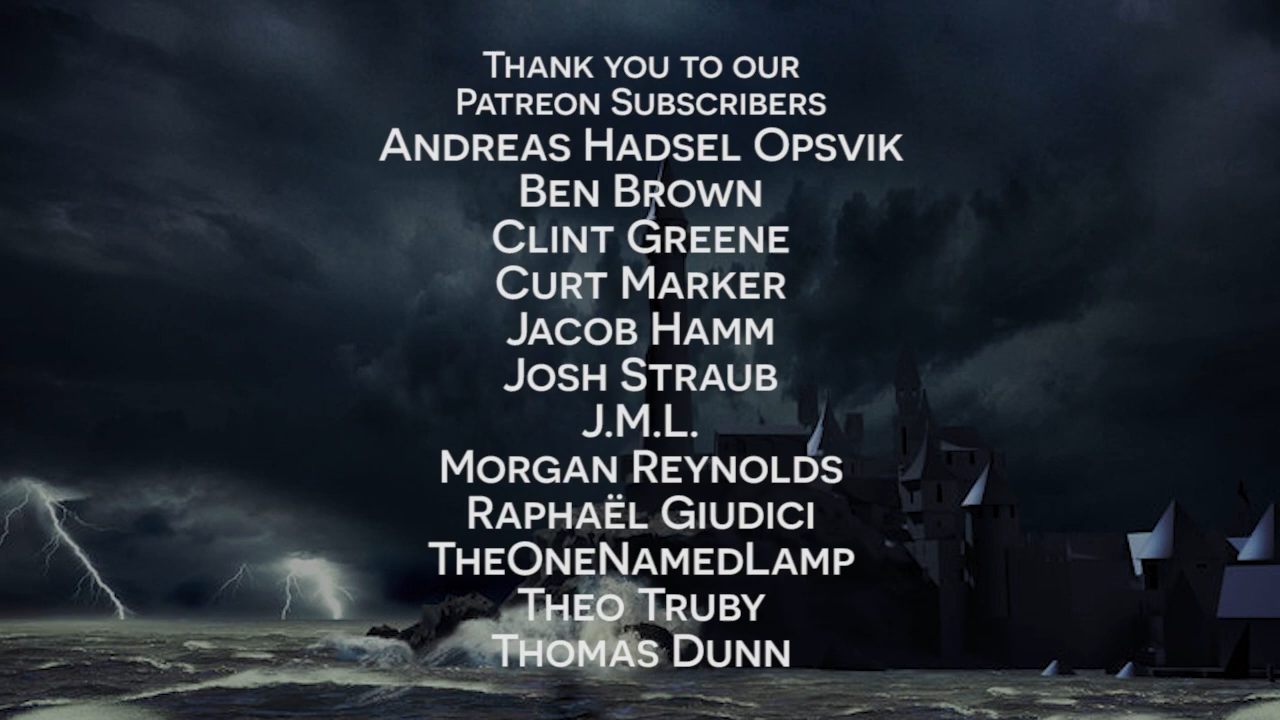 Thank you to our
Patreon Subscribers
Andreas Hadsel Opsvik
Ben Brown
Clint Greene
Curt Marker
Jacob Hamm
Josh Straub
J.M.L.
Morgan Reynolds
Raphaël Giudici
TheOneNamedLamp
Theo Truby
Thomas Dunn